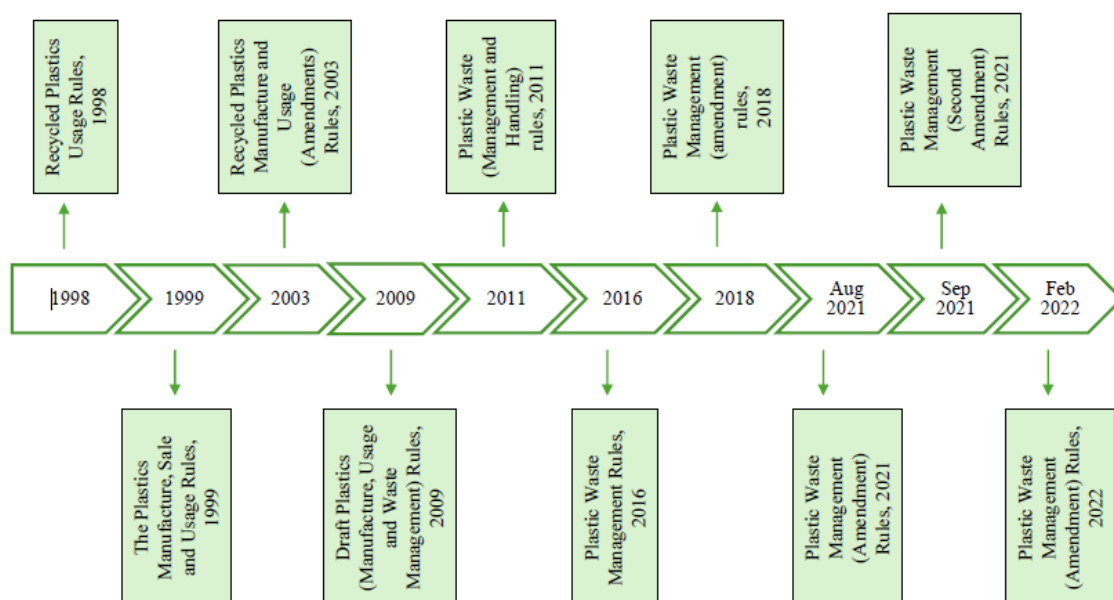 Recycled Plastics
Usage Rules,
1998
Recycled Plastics
Manufacture and
Usage
(Amendments)
Rules, 2003
Plastic Waste
(Management and
Handling)
rules, 2011
Plastic Waste
Management
(amendment)
rules,
2018
Plastic Waste
Management
(Second
Amendment)
Rules, 2021
1998
1999
2003
2009
2011
2016
2018
Aug
2021
Sep
2021
Feb
2022
The Plastics
Manufacture, Sale
and Usage Rules,
1999
Draft Plastics
(Manufacture, Usage
and Waste
Management) Rules,
2009
Plastic Waste
Management Rules,
2016
Plastic Waste
Management
(Amendment)
Rules, 2021
Plastic Waste
Management
(Amendment) Rules,
2022